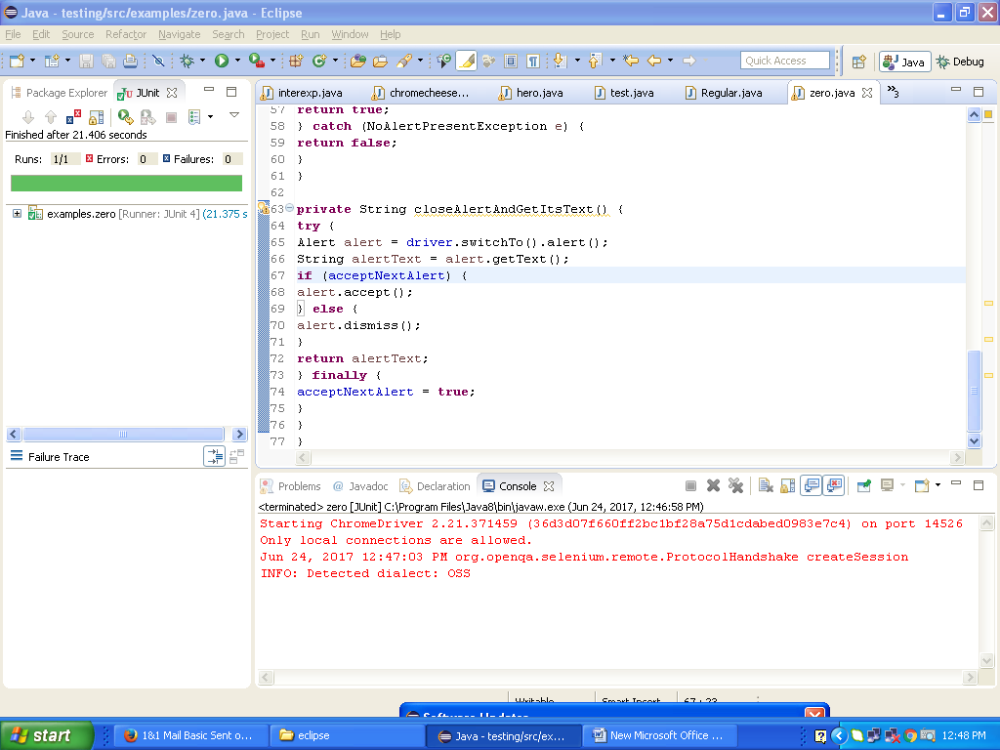 Java - testing/src/examples/zero.java - Eclipse
File Edit Source Refactor Navigate Search Project Run Window Help
Quick Access
Java
Debug
Package Explorer
JUnit
Finished after 21.406 seconds
Runs: 1/1 Errors: 0 Failures: 0
examples.zero [Runner: JUnit 4] (21.375 s
Failure Trace
interexp.java chromecheese... hero.java test.java Regular.java zero.java »3
57 return true;
58 } catch (NoAlertPresentException e) {
59 return false;
60 }
61 }
62
63 private String closeAlertAndGetItsText() {
64 try {
65 Alert alert = driver.switchTo().alert();
66 String alertText = alert.getText();
67 if (acceptNextAlert) {
68 alert.accept();
69 } else {
70 alert.dismiss();
71 }
72 return alertText;
73 } finally {
74 acceptNextAlert = true;
75 }
76 }
77 }
Problems @ Javadoc Declaration Console
<terminated> zero [JUnit] C:\Program Files\Java8\bin\javaw.exe (Jun 24, 2017, 12:46:58 PM)
Starting ChromeDriver 2.21.371459 (36d3d07f660ff2bc1bf28a75d1cdabed0983e7c4) on port 14526
Only local connections are allowed.
Jun 24, 2017 12:47:03 PM org.openqa.selenium.remote.ProtocolHandshake createSession
INFO: Detected dialect: OSS
Writable Smart Insert 67 : 23
Software Updates
start
1&1 Mail Basic Sent o...
eclipse
Java - testing/src/ex...
New Microsoft Office ...
12:48 PM